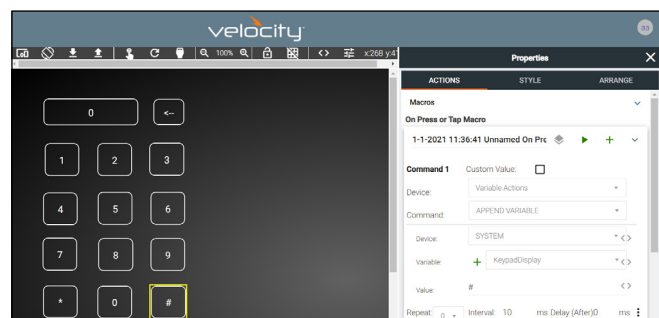 velocity
SS
100% x:268 y:41
Properties X
ACTIONS STYLE ARRANGE
Macros
On Press or Tap Macro
1-1-2021 11:36:41 Unnamed On Pre
Command 1 Custom Value:
Device: Variable Actions
Command: APPEND VARIABLE
Device: SYSTEM <>
Variable: + KeypadDisplay <>
Value: # <>
Repeat: 0 Interval: 10 ms Delay (After)0 ms
0 <--
1 2 3
4 5 6
7 8 9
* 0 #